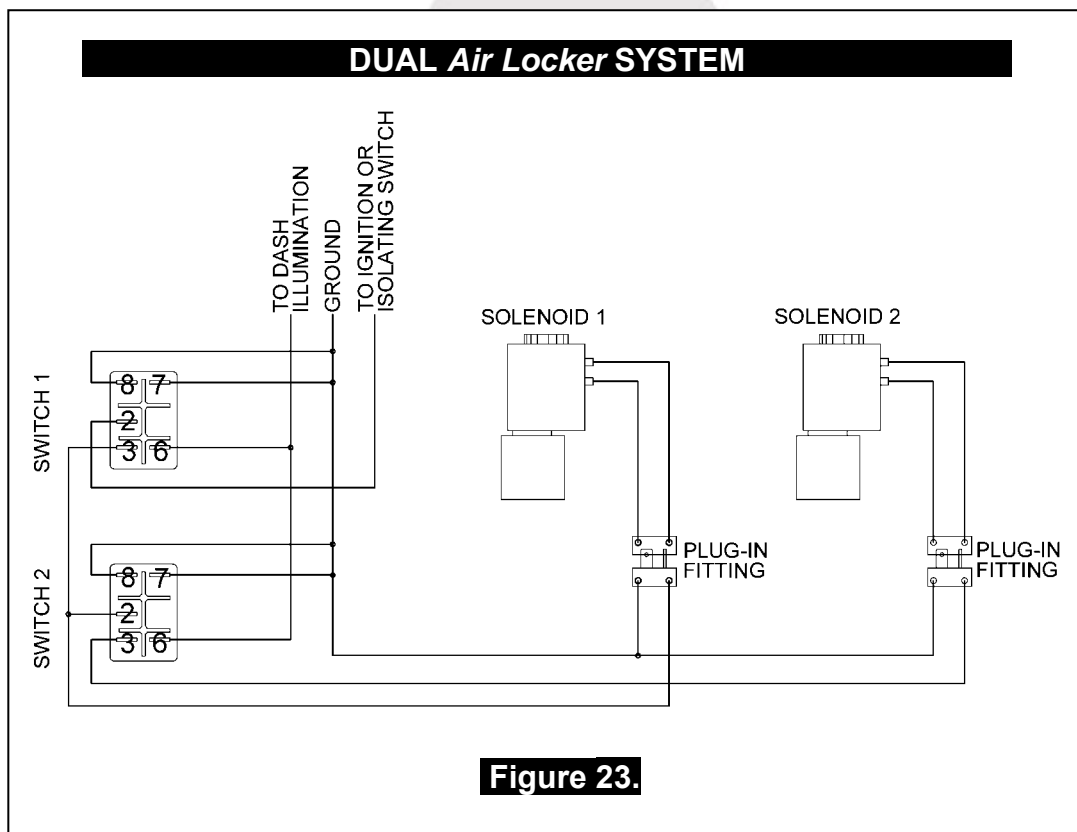 DUAL Air Locker SYSTEM
TO DASH
ILLUMINATION
GROUND
TO IGNITION OR
ISOLATING SWITCH
SOLENOID 1
SOLENOID 2
SWITCH 1
8 7
2
3 6
SWITCH 2
8 7
2
3 6
PLUG-IN
FITTING
PLUG-IN
FITTING
Figure 23.